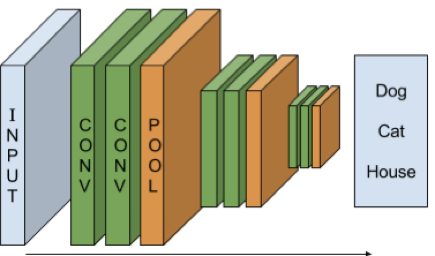 INPUT
CONV
CONV
POOL
Dog
Cat
House